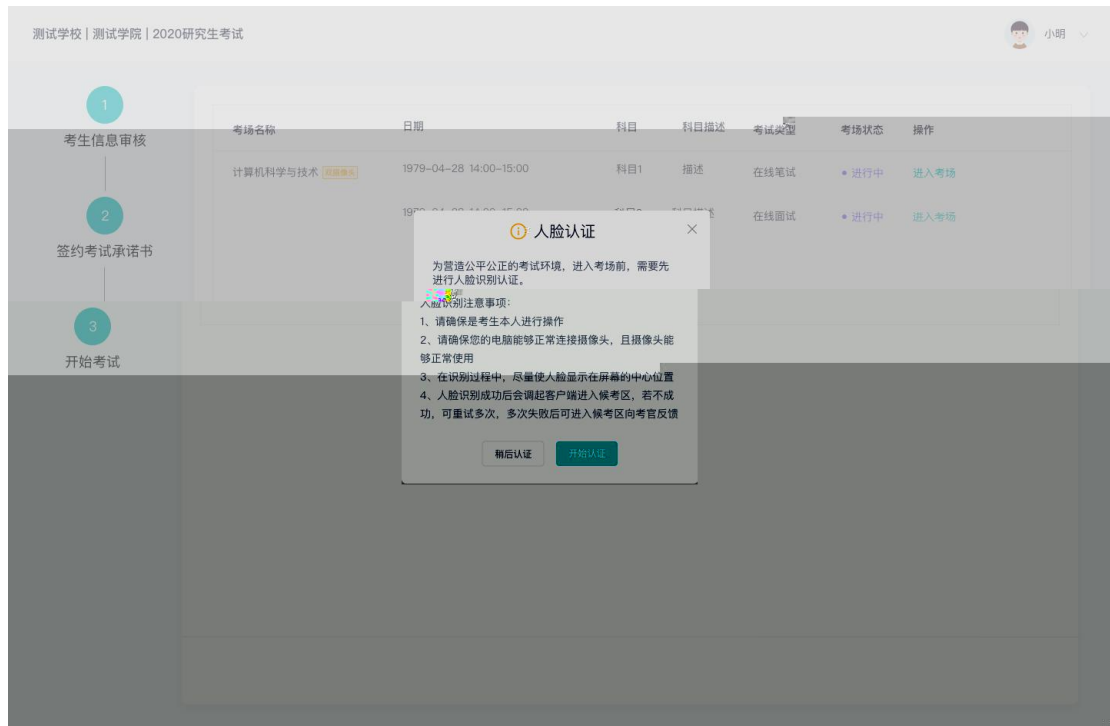 测试学校 | 测试学院 | 2020研究生考试
小明
1
考生信息审核
2
签约考试承诺书
3
开始考试
考场名称 日期 科目 科目描述 考试类型 考场状态 操作
计算机科学与技术 1979-04-28 14:00-15:00 科目1 描述 在线笔试 进行中 进入考场
在线面试 进行中 进入考场
人脸认证
为营造公平公正的考试环境，进入考场前，需要先
进行人脸识别认证。
人脸识别注意事项：
1、请确保是考生本人进行操作
2、请确保您的电脑能够正常连接摄像头，且摄像头能
够正常使用
3、在识别过程中，尽量使人脸显示在屏幕的中心位置
4、人脸识别成功后会调起客户端进入候考区，若不成
功，可重试多次，多次失败后可进入候考区向考官反馈
稍后认证 开始认证